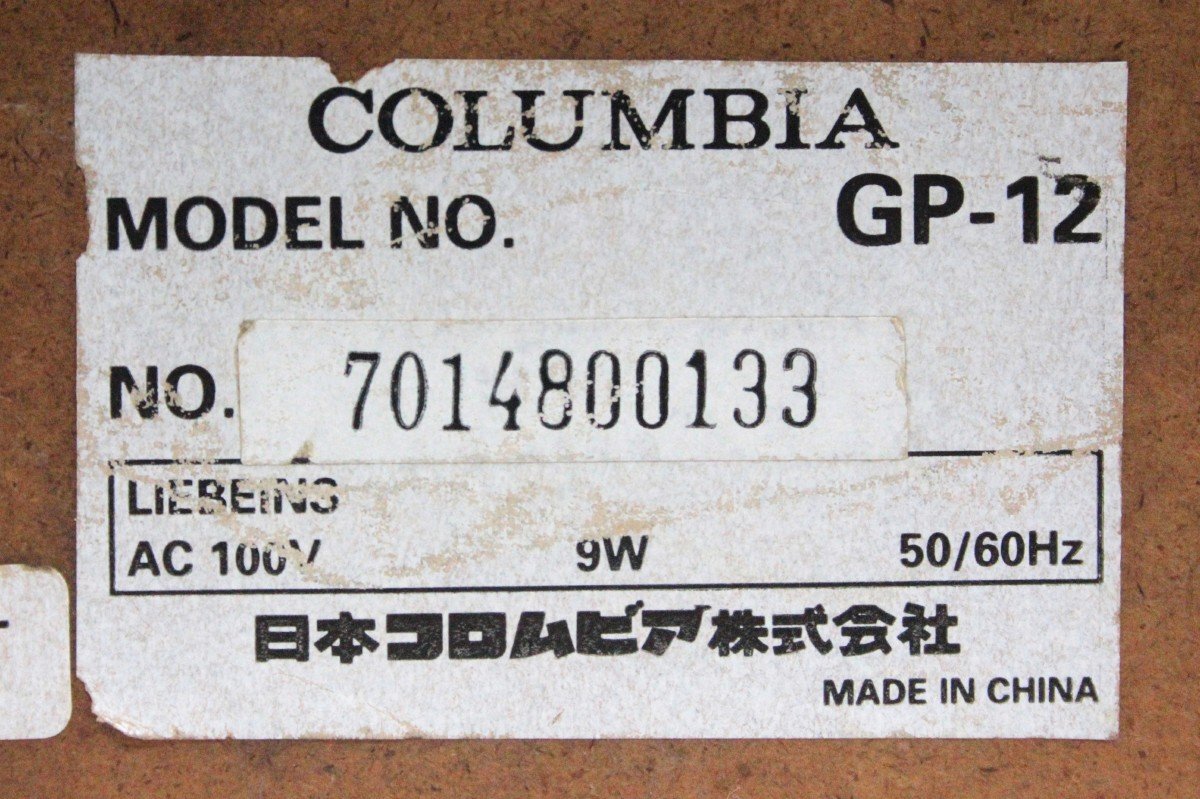 COLUMBIA
MODEL NO. GP-12
NO. 7014800133
LIEBEINS
AC 100V 9W 50/60Hz
日本コロムビア株式会社
MADE IN CHINA